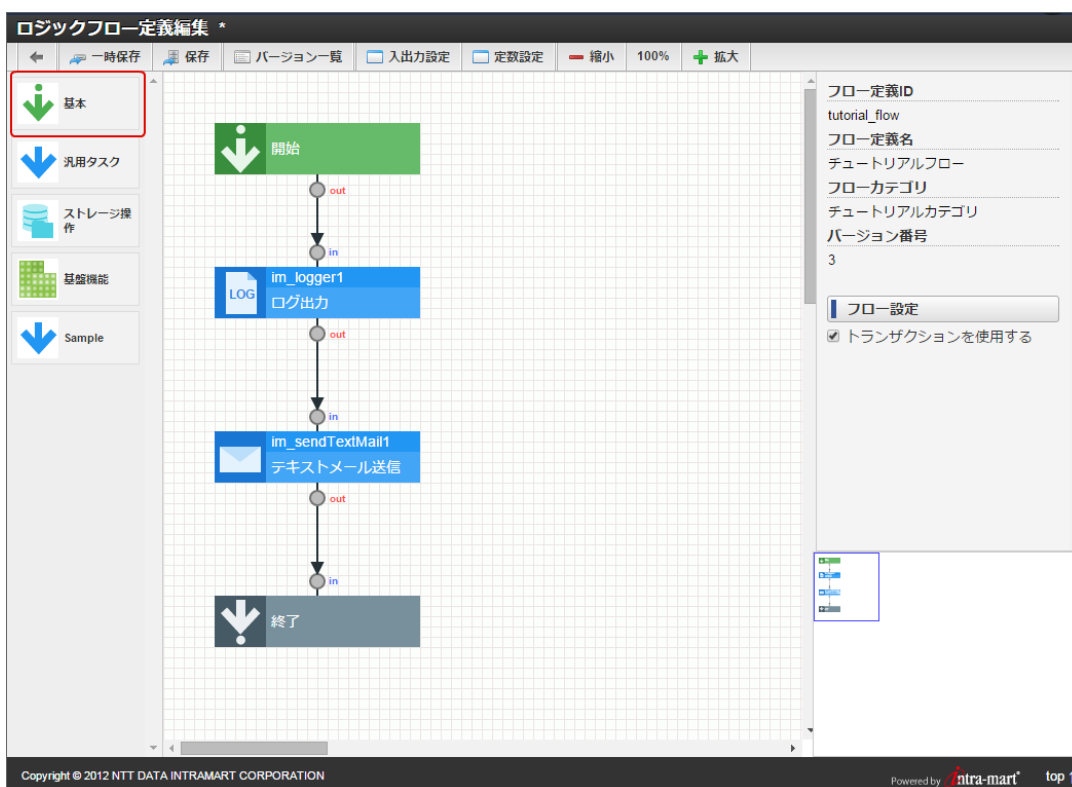 ロジックフロー定義編集 *
一時保存 保存 バージョン一覧 入出力設定 定数設定 縮小 100% 拡大
基本
汎用タスク
ストレージ操
作
基盤機能
Sample
開始
out
in
im_logger1
LOG
ログ出力
out
in
im_sendTextMail1
テキストメール送信
out
in
終了
フロー定義ID
tutorial_flow
フロー定義名
チュートリアルフロー
フローカテゴリ
チュートリアルカテゴリ
バージョン番号
3
フロー設定
トランザクションを使用する
Copyright © 2012 NTT DATA INTRAMART CORPORATION
Powered by intra-mart
top ↑